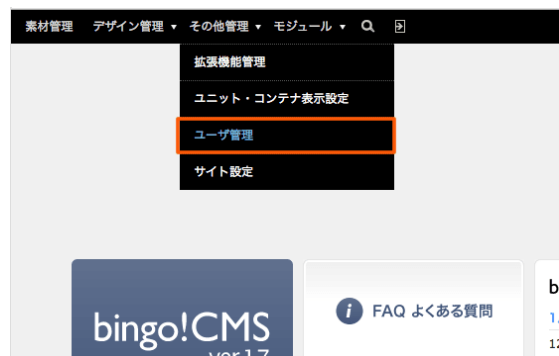 素材管理 デザイン管理 ▼ その他管理 ▼ モジュール ▼
拡張機能管理
ユニット・コンテナ表示設定
ユーザ管理
サイト設定
bingo!CMS
ver1.7
i FAQ よくある質問
b
1,
12